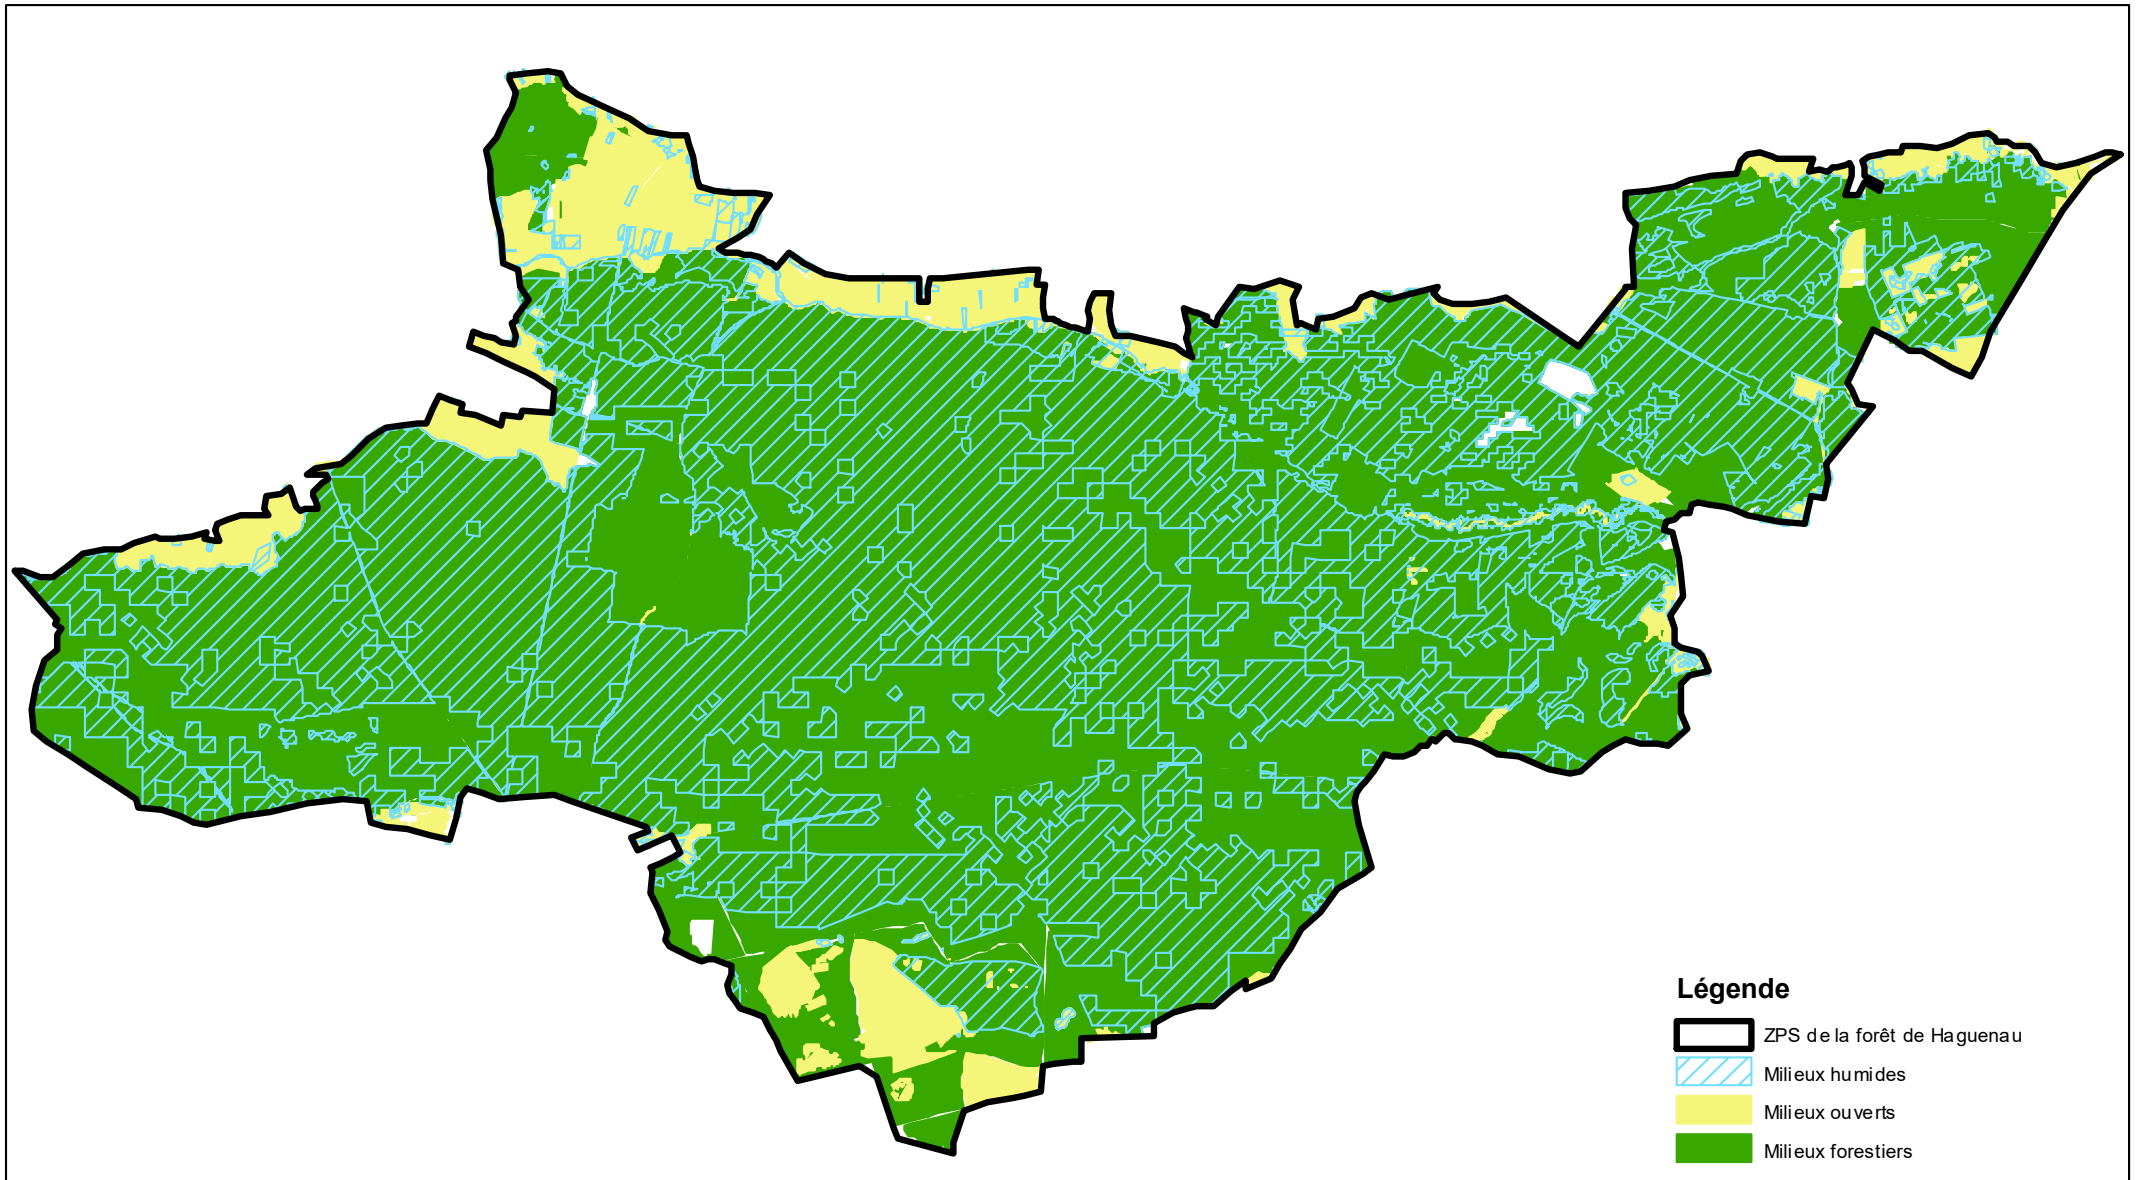 Légende
ZPS de la forêt de Haguenau
Milieux humides
Milieux ouverts
Milieux forestiers